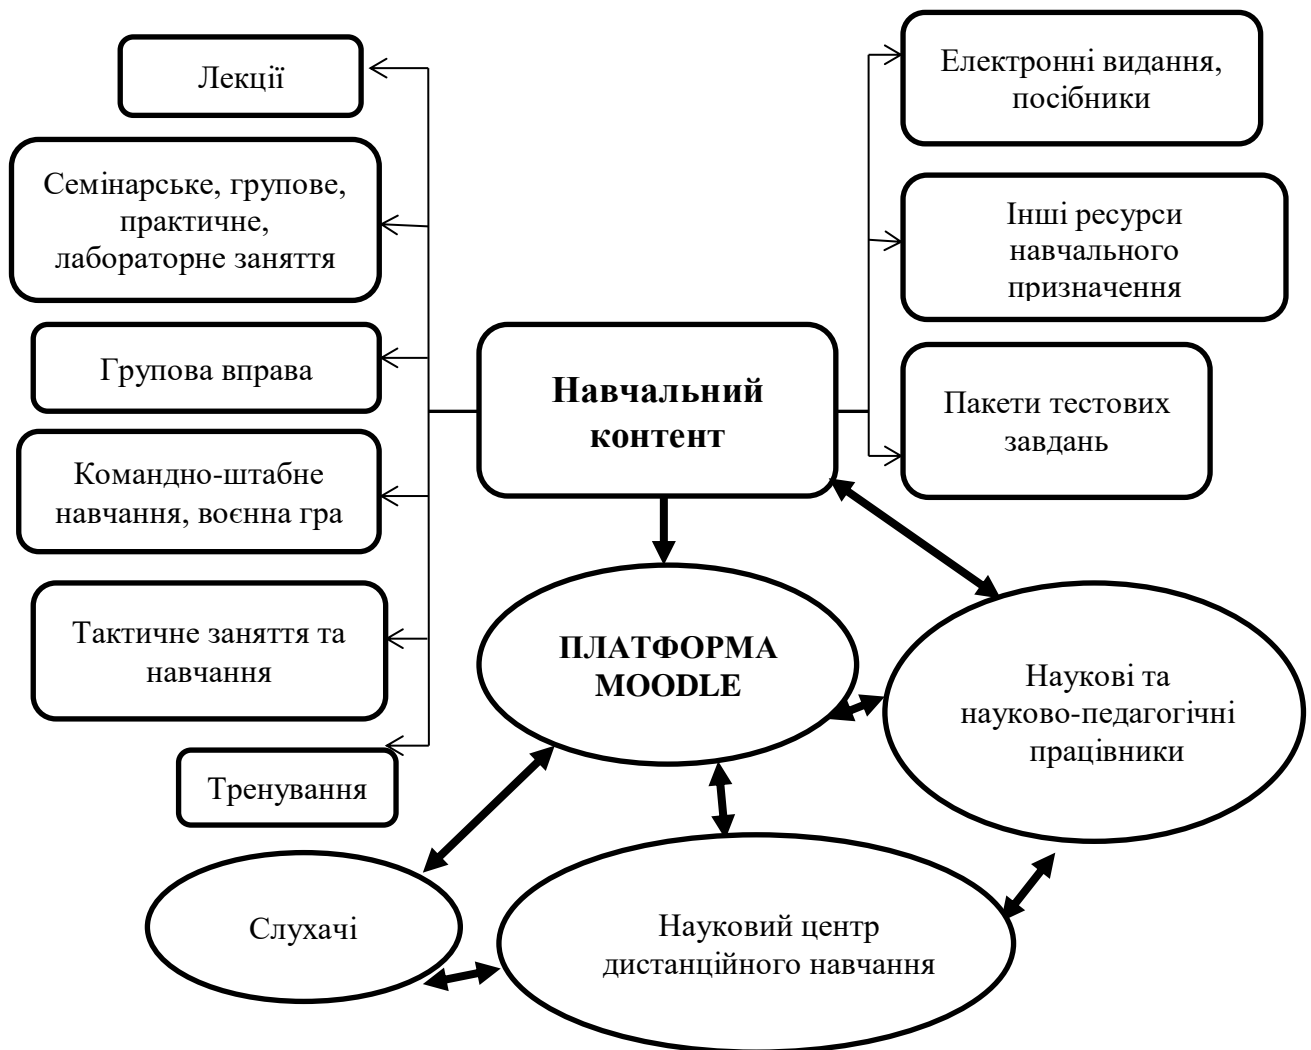 Лекції
Семінарське, групове,
практичне,
лабораторне заняття
Групова вправа
Командно-штабне
навчання, воєнна гра
Тактичне заняття та
навчання
Тренування
Електронні видання,
посібники
Інші ресурси
навчального
призначення
Пакети тестових
завдань
Навчальний
контент
ПЛАТФОРМА
MOODLE
Наукові та
науково-педагогічні
працівники
Слухачі
Науковий центр
дистанційного навчання